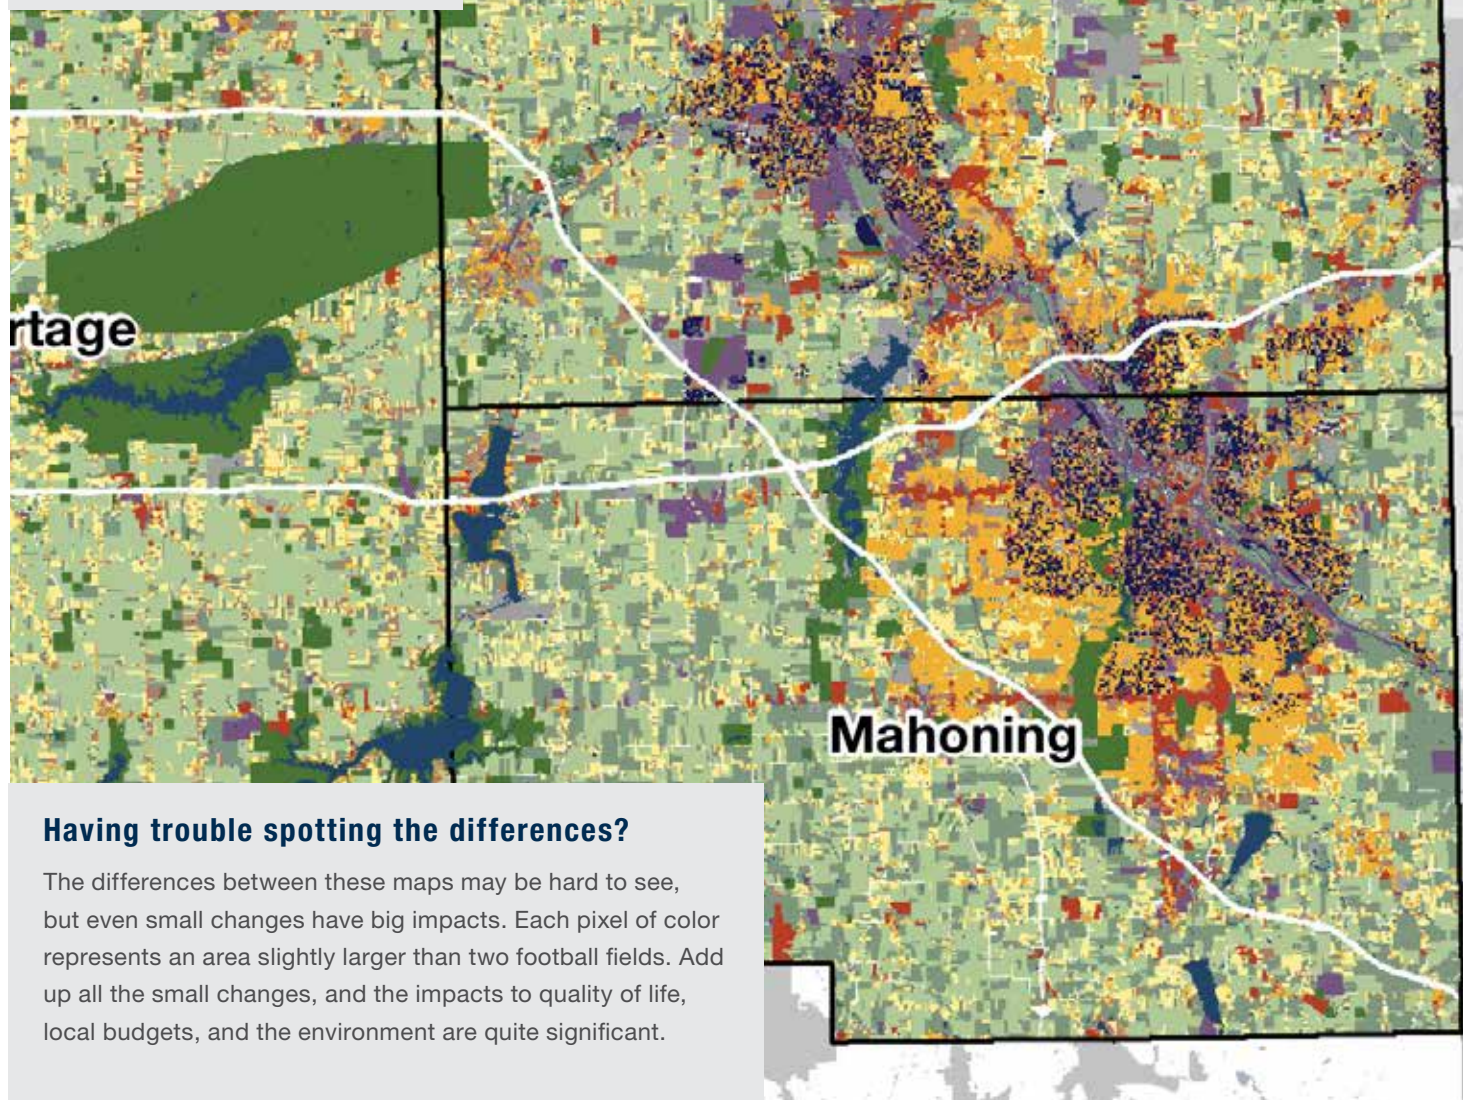 rtage
Mahoning
Having trouble spotting the differences?
The differences between these maps may be hard to see,
but even small changes have big impacts. Each pixel of color
represents an area slightly larger than two football fields. Add
up all the small changes, and the impacts to quality of life,
local budgets, and the environment are quite significant.